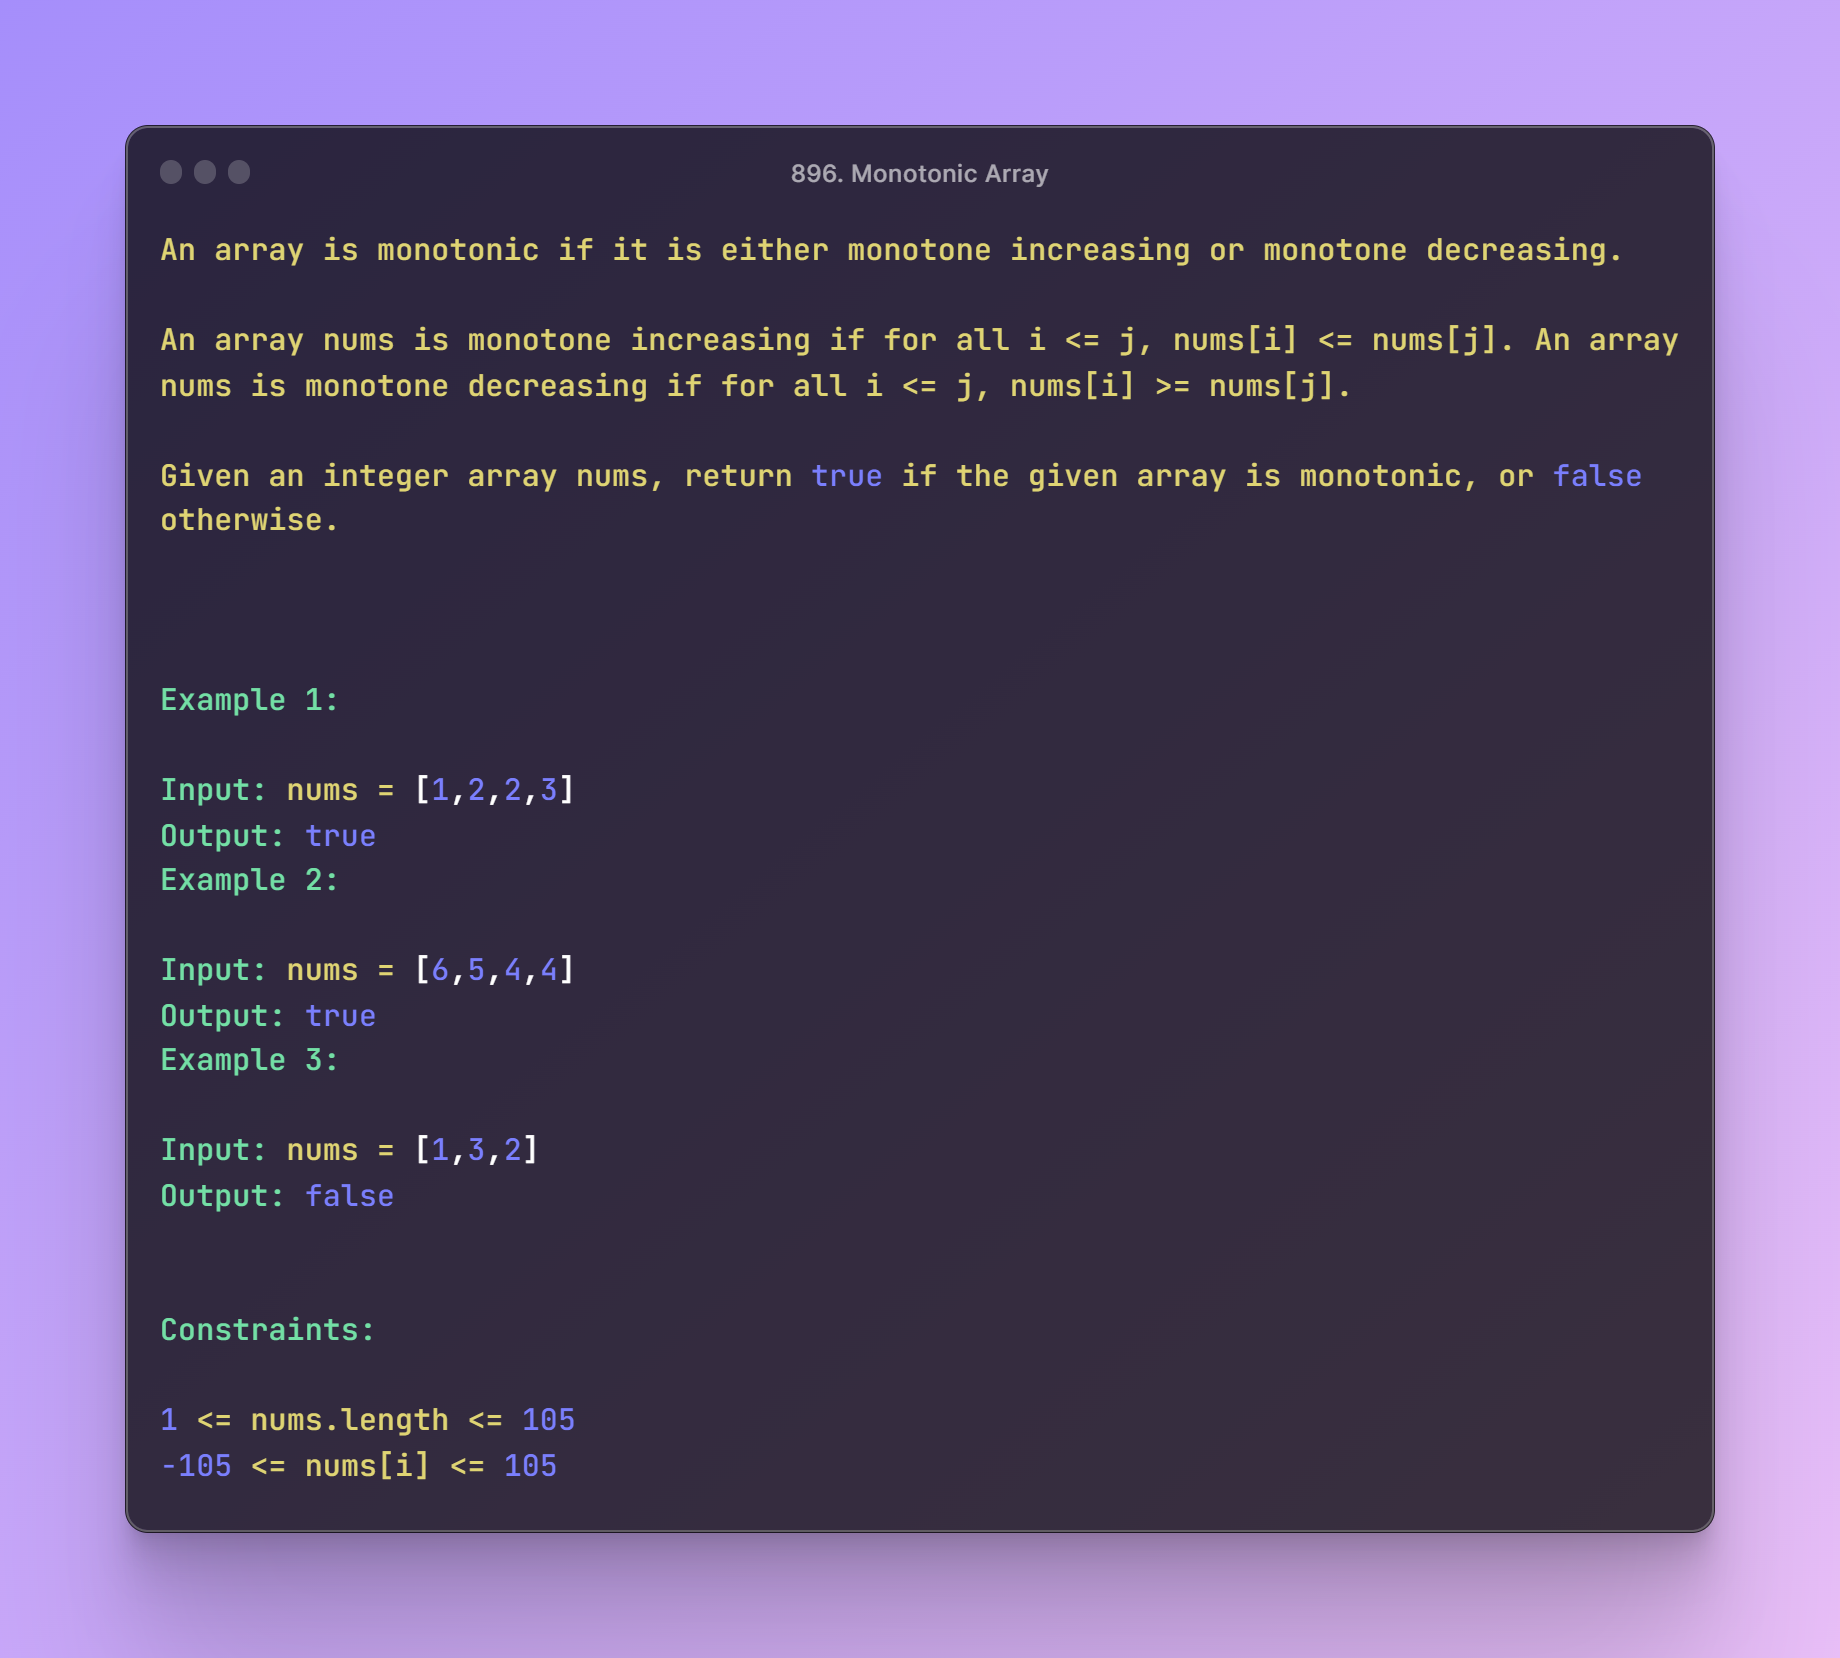 896. Monotonic Array
An array is monotonic if it is either monotone increasing or monotone decreasing.
An array nums is monotone increasing if for all i <= j, nums[i] <= nums[j]. An array
nums is monotone decreasing if for all i <= j, nums[i] >= nums[j].
Given an integer array nums, return true if the given array is monotonic, or false
otherwise.
Example 1:
Input: nums = [1,2,2,3]
Output: true
Example 2:
Input: nums = [6,5,4,4]
Output: true
Example 3:
Input: nums = [1,3,2]
Output: false
Constraints:
1 <= nums.length <= 105
-105 <= nums[i] <= 105